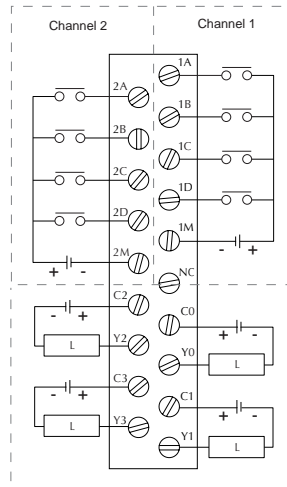 Channel 2 Channel 1
1A
2A
1B
2B
1C
2C
1D
2D
1M
- +
2M
+ -
NC
C2
- +
C0
+ -
L Y2
Y0
L
C3
- +
C1
+ -
L Y3
Y1
L